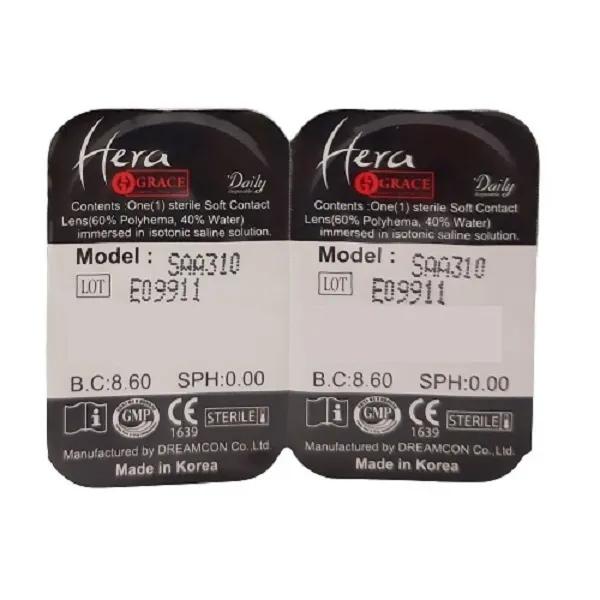 Hera
GRACE
Daily
Contents :One(1) sterile Soft Contact
Lens(60% Polyhema, 40% Water)
immersed in isotonic saline solution.
Model : SAA310
LOT E09911
B.C:8.60 SPH:0.00
i GMP CE 1639 STERILE
Manufactured by DREAMCON Co.,Ltd.
Made in Korea
Hera
GRACE
Daily
Contents :One(1) sterile Soft Contact
Lens(60% Polyhema, 40% Water)
immersed in isotonic saline solution.
Model : SAA310
LOT E09911
B.C:8.60 SPH:0.00
i GMP CE 1639 STERILE
Manufactured by DREAMCON Co.,Ltd.
Made in Korea